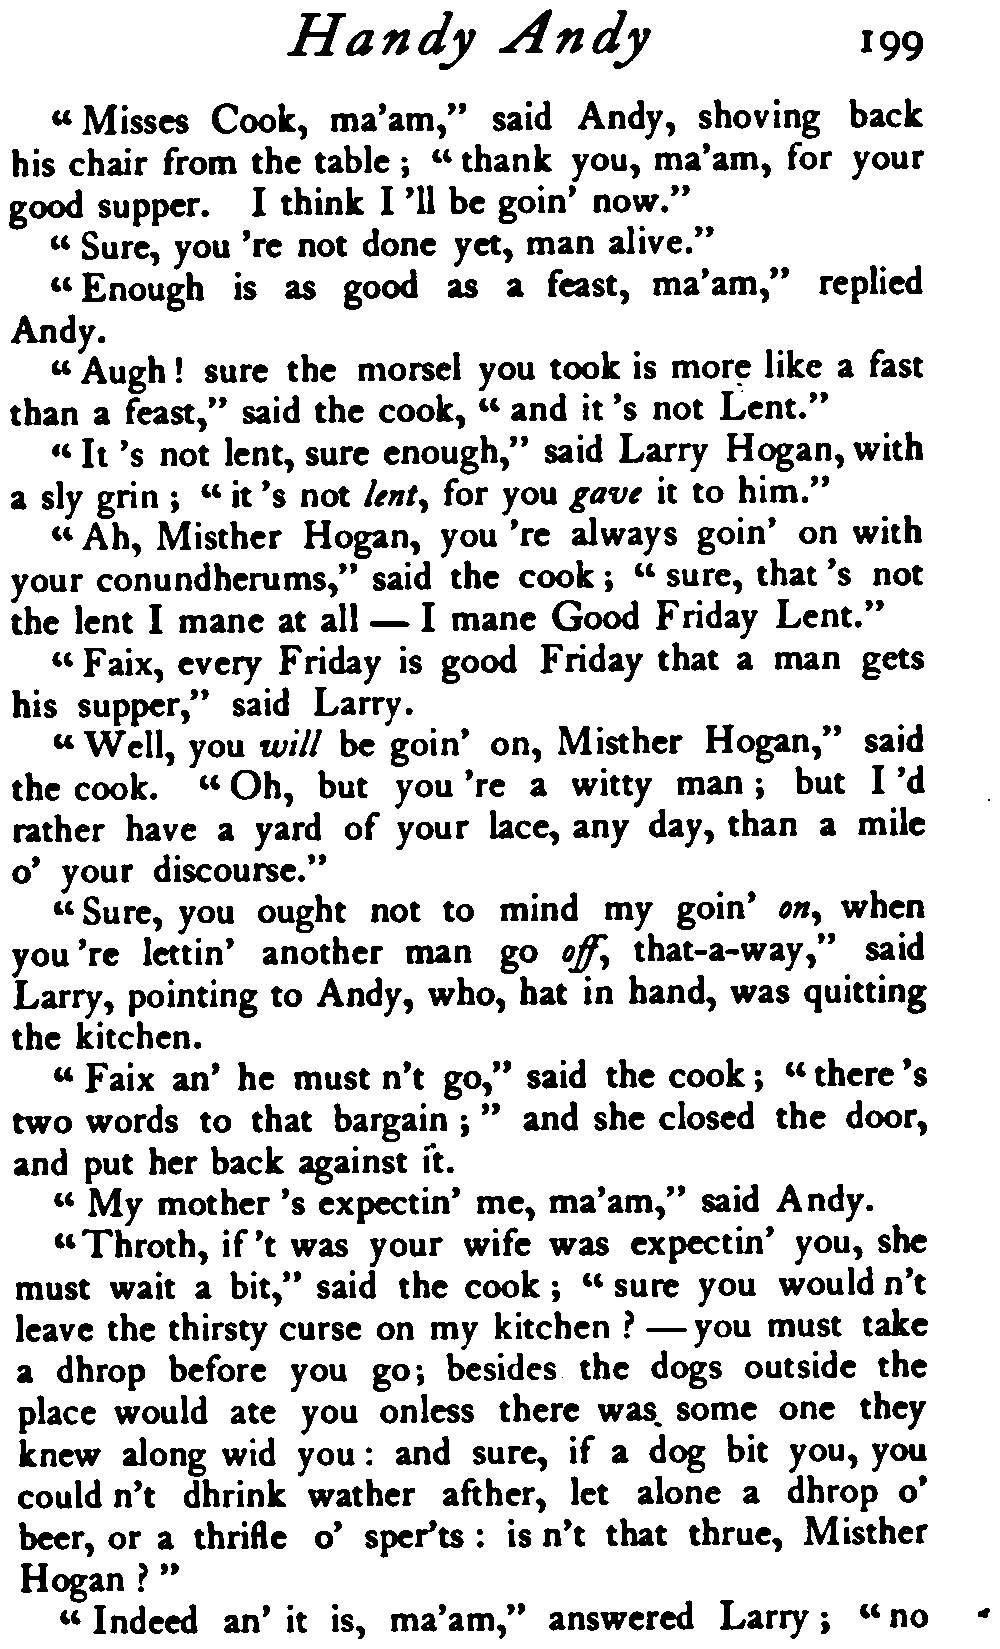 Handy Andy 199
“ Misses Cook, ma’am,” said Andy, shoving back
his chair from the table ; “ thank you, ma’am, for your
good supper. I think I ’ll be goin’ now.”
“ Sure, you ’re not done yet, man alive.”
“ Enough is as good as a feast, ma’am,” replied
Andy.
“ Augh ! sure the morsel you took is more like a fast
than a feast,” said the cook, “ and it ’s not Lent.”
“ It ’s not lent, sure enough,” said Larry Hogan, with
a sly grin ; “ it ’s not lent, for you gave it to him.”
“ Ah, Misther Hogan, you ’re always goin’ on with
your conundherums,” said the cook ; “ sure, that ’s not
the lent I mane at all — I mane Good Friday Lent.”
“ Faix, every Friday is good Friday that a man gets
his supper,” said Larry.
“ Well, you will be goin’ on, Misther Hogan,” said
the cook. “ Oh, but you ’re a witty man ; but I ’d
rather have a yard of your lace, any day, than a mile
o’ your discourse.”
“ Sure, you ought not to mind my goin’ on, when
you ’re lettin’ another man go off, that-a-way,” said
Larry, pointing to Andy, who, hat in hand, was quitting
the kitchen.
“ Faix an’ he must n’t go,” said the cook ; “ there ’s
two words to that bargain ; ” and she closed the door,
and put her back against it.
“ My mother ’s expectin’ me, ma’am,” said Andy.
“ Throth, if ’t was your wife was expectin’ you, she
must wait a bit,” said the cook ; “ sure you would n’t
leave the thirsty curse on my kitchen ? — you must take
a dhrop before you go ; besides the dogs outside the
place would ate you onless there was some one they
knew along wid you : and sure, if a dog bit you, you
could n’t dhrink wather afther, let alone a dhrop o’
beer, or a thrifle o’ sper’ts : is n’t that thrue, Misther
Hogan ? ”
“ Indeed an’ it is, ma’am,” answered Larry ; “ no